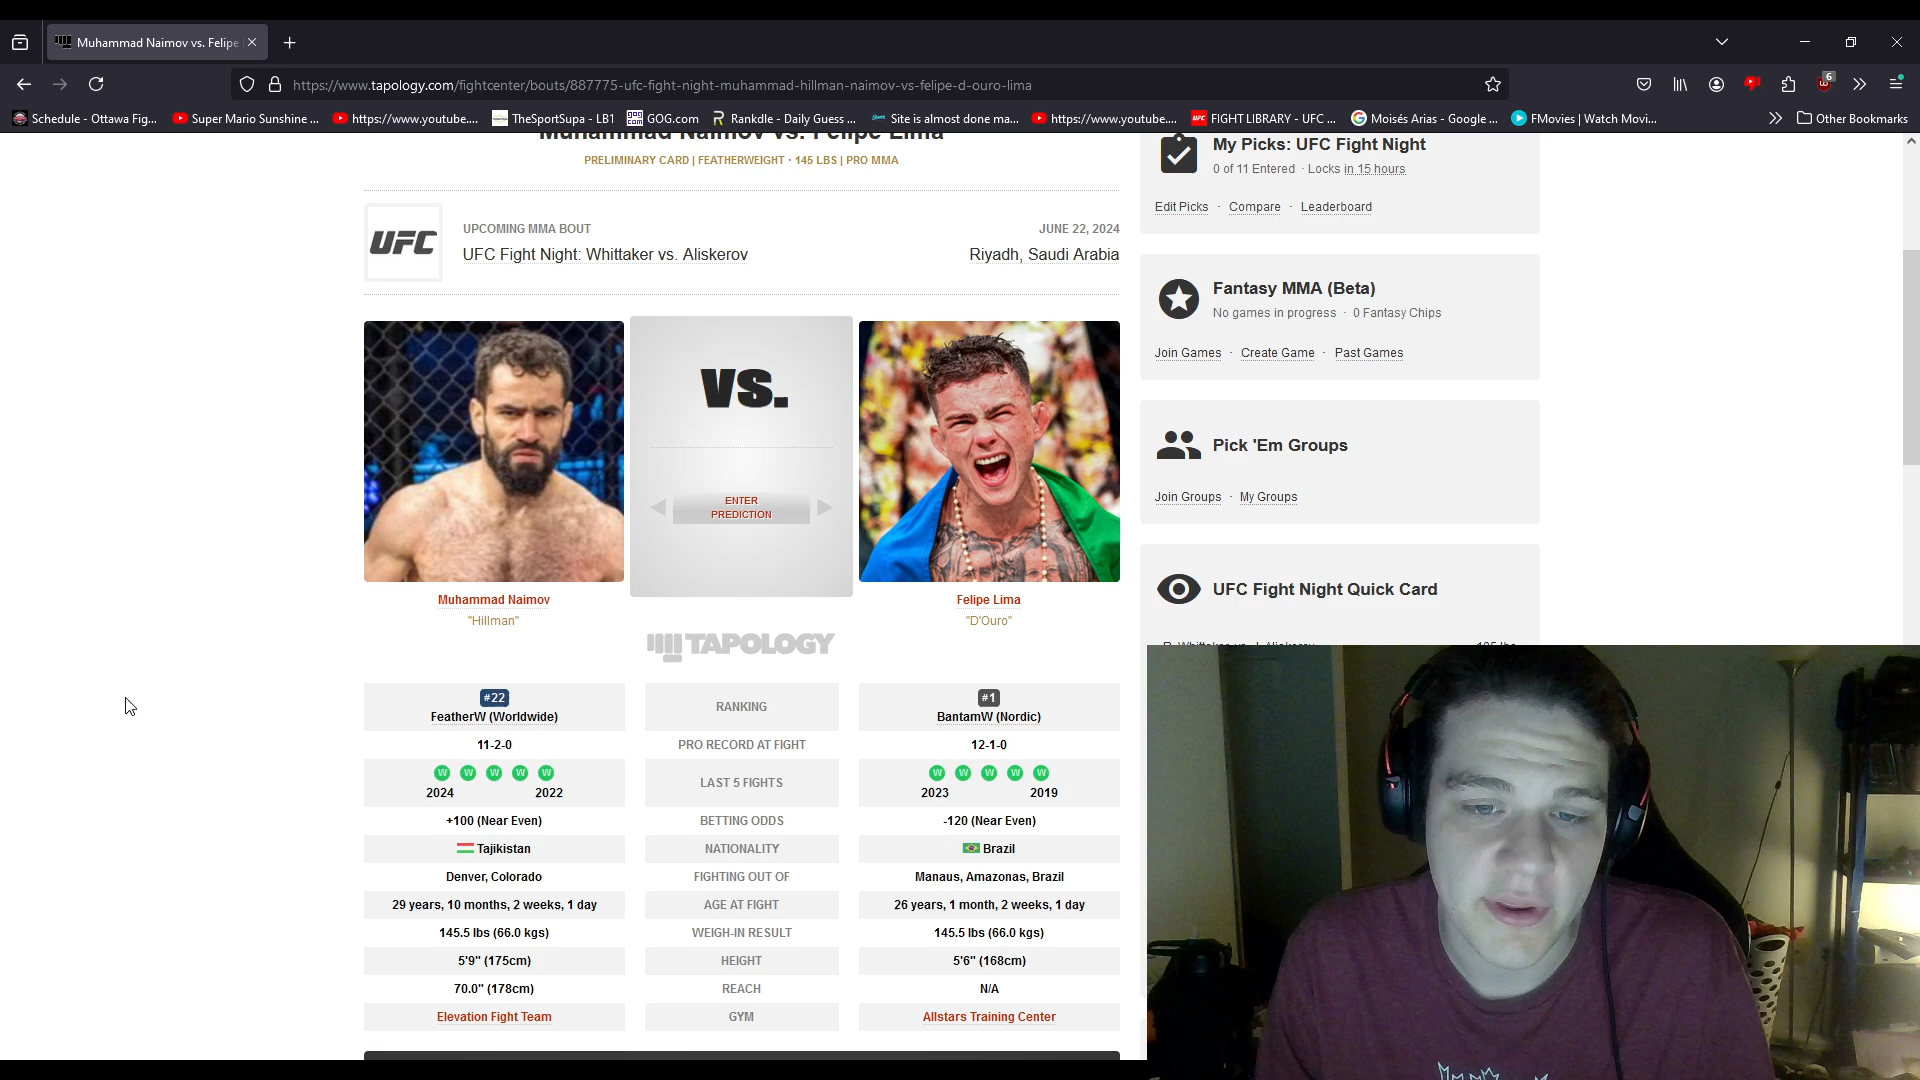 Muhammad Naimov vs. Felipe
https://www.tapology.com/fightcenter/bouts/887775-ufc-fight-night-muhammad-hillman-naimov-vs-felipe-d-ouro-lima
6
Schedule - Ottawa Fig...
Super Mario Sunshine ...
https://www.youtube....
TheSportSupa - LB1
GOG.com
Rankdle - Daily Guess ...
Site is almost done ma...
https://www.youtube....
FIGHT LIBRARY - UFC ...
Moisés Arias - Google ...
FMovies | Watch Movi...
Other Bookmarks
Muhammad Naimov vs. Felipe Lima
PRELIMINARY CARD | FEATHERWEIGHT · 145 LBS | PRO MMA
UFC
UPCOMING MMA BOUT
JUNE 22, 2024
UFC Fight Night: Whittaker vs. Aliskerov
Riyadh, Saudi Arabia
VS.
ENTER
PREDICTION
Muhammad Naimov
"Hillman"
Felipe Lima
"D'Ouro"
TAPOLOGY
#22
FeatherW (Worldwide)
RANKING
#1
BantamW (Nordic)
11-2-0
PRO RECORD AT FIGHT
12-1-0
W W W W W
2024 2022
LAST 5 FIGHTS
W W W W W
2023 2019
+100 (Near Even)
BETTING ODDS
-120 (Near Even)
Tajikistan
NATIONALITY
Brazil
Denver, Colorado
FIGHTING OUT OF
Manaus, Amazonas, Brazil
29 years, 10 months, 2 weeks, 1 day
AGE AT FIGHT
26 years, 1 month, 2 weeks, 1 day
145.5 lbs (66.0 kgs)
WEIGH-IN RESULT
145.5 lbs (66.0 kgs)
5'9" (175cm)
HEIGHT
5'6" (168cm)
70.0" (178cm)
REACH
N/A
Elevation Fight Team
GYM
Allstars Training Center
My Picks: UFC Fight Night
0 of 11 Entered · Locks in 15 hours
Edit Picks · Compare · Leaderboard
Fantasy MMA (Beta)
No games in progress · 0 Fantasy Chips
Join Games · Create Game · Past Games
Pick 'Em Groups
Join Groups · My Groups
UFC Fight Night Quick Card